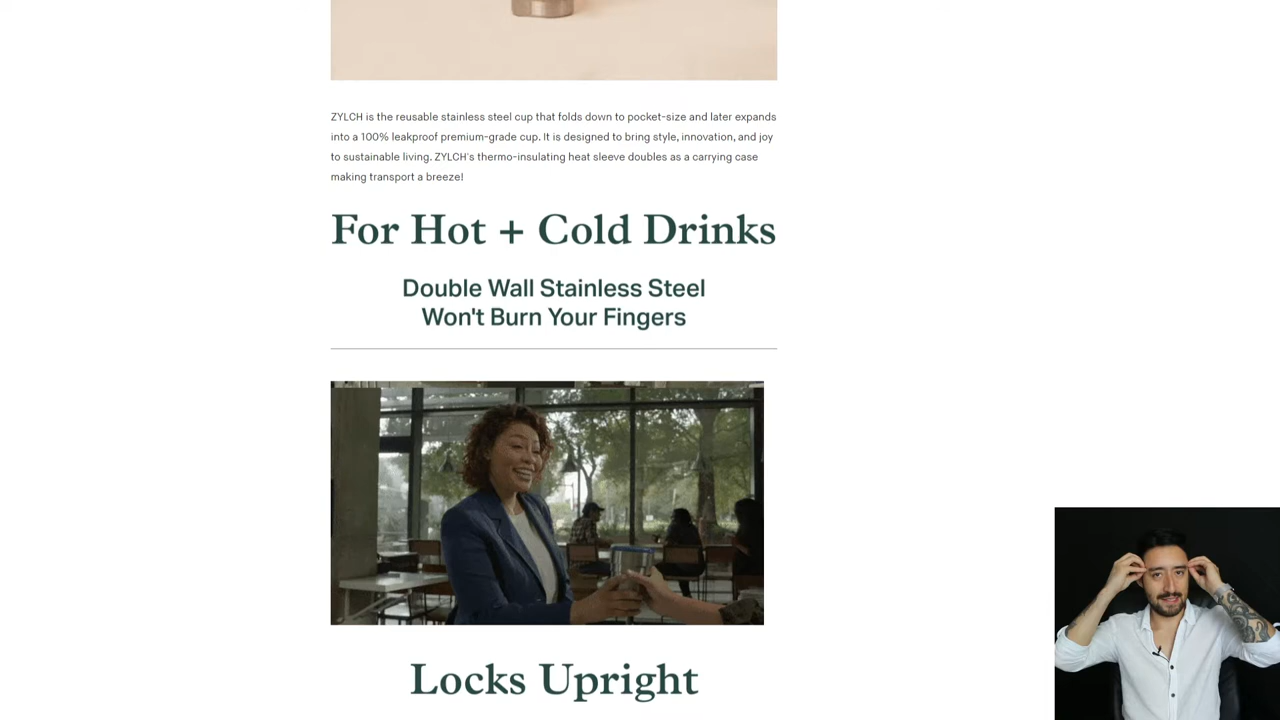 ZYLCH is the reusable stainless steel cup that folds down to pocket-size and later expands
into a 100% leakproof premium-grade cup. It is designed to bring style, innovation, and joy
to sustainable living. ZYLCH's thermo-insulating heat sleeve doubles as a carrying case
making transport a breeze!
For Hot + Cold Drinks
Double Wall Stainless Steel
Won't Burn Your Fingers
Locks Upright